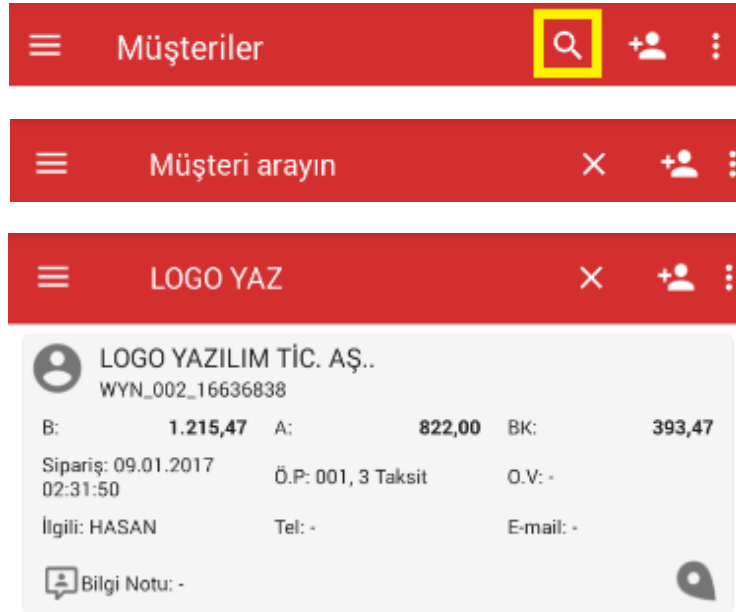 Müşteriler
Müşteri arayın
LOGO YAZ
LOGO YAZILIM TİC. AŞ..
WYN_002_16636838
B: 1.215,47 A: 822,00 BK: 393,47
Sipariş: 09.01.2017
02:31:50
Ö.P: 001, 3 Taksit O.V: -
İlgili: HASAN Tel: - E-mail: -
Bilgi Notu: -